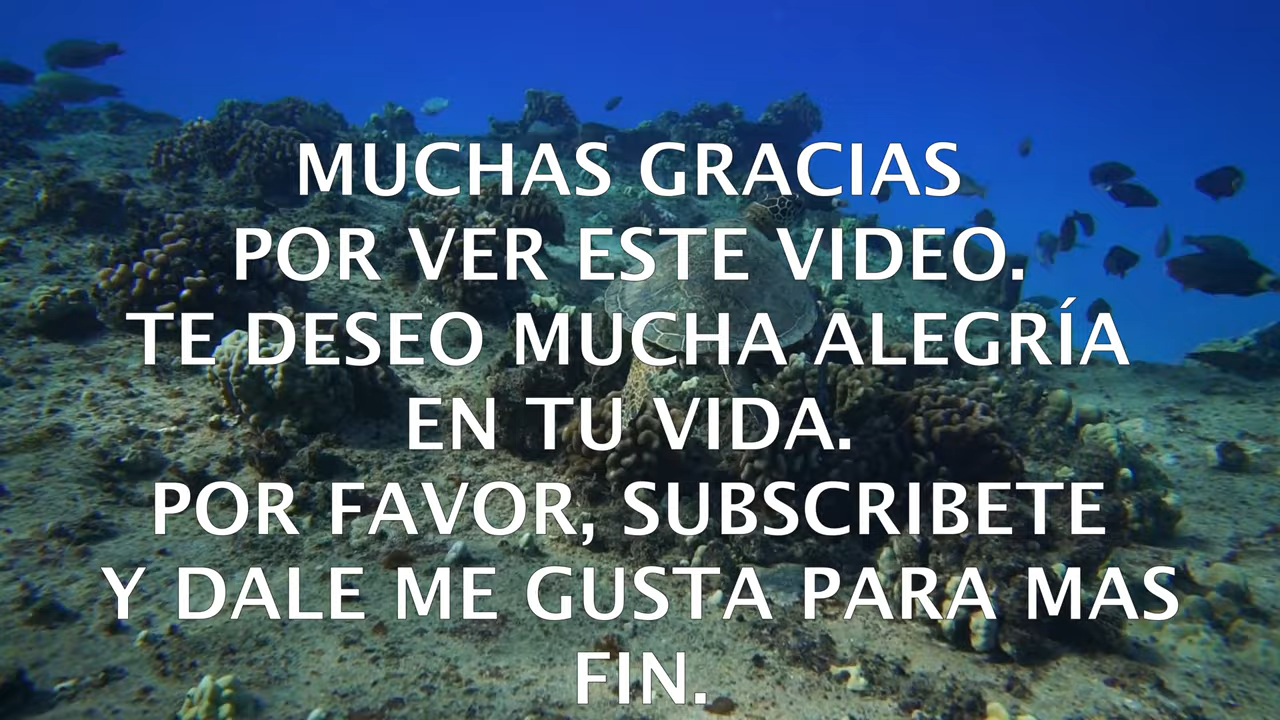 MUCHAS GRACIAS
POR VER ESTE VIDEO.
TE DESEO MUCHA ALEGRÍA
EN TU VIDA.
POR FAVOR, SUBSCRIBETE
Y DALE ME GUSTA PARA MAS
FIN.